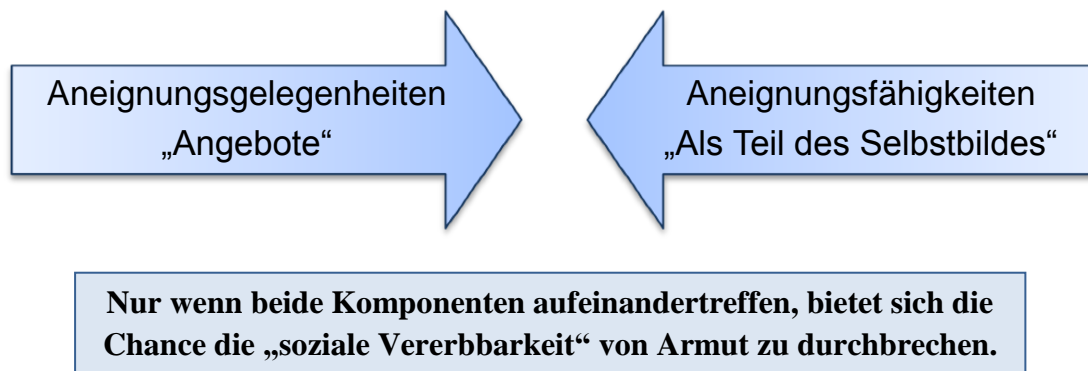 Aneignungsgelegenheiten
„Angebote“
Aneignungsfähigkeiten
„Als Teil des Selbstbildes“
Nur wenn beide Komponenten aufeinandertreffen, bietet sich die
Chance die „soziale Vererbbarkeit“ von Armut zu durchbrechen.